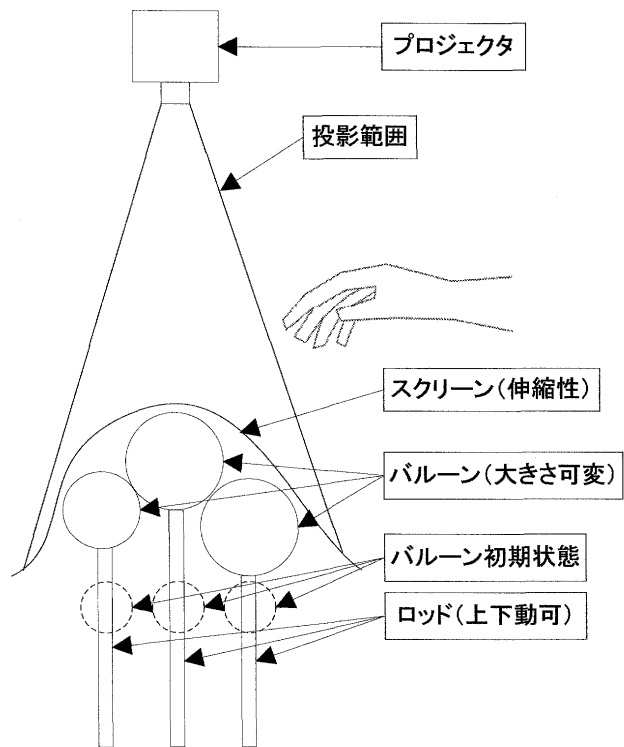 プロジェクタ
投影範囲
スクリーン（伸縮性）
バルーン（大きさ可変）
バルーン初期状態
ロッド（上下動可）